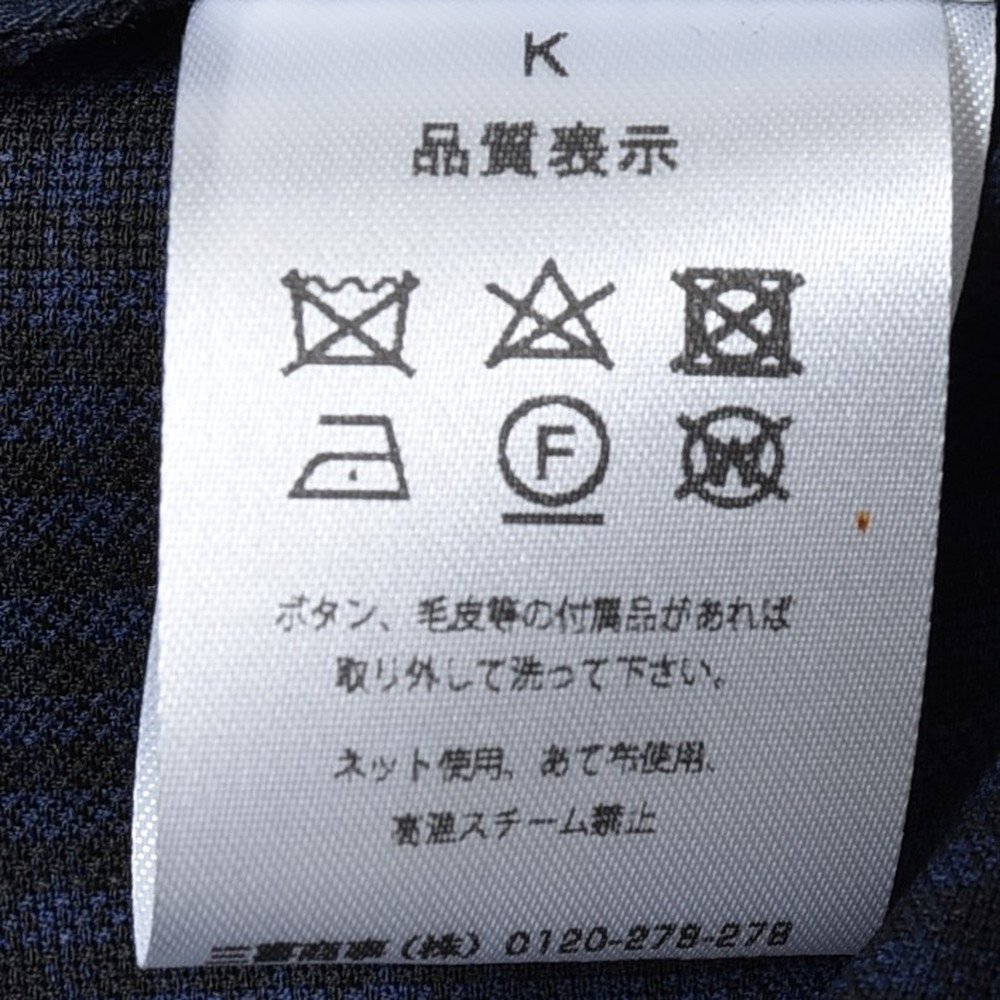 K
品質表示
F
W
ボタン、毛皮等の付属品があれば
取り外して洗って下さい。
ネット使用、あて布使用、
高温スチーム禁止
三喜商事（株）0120-278-278